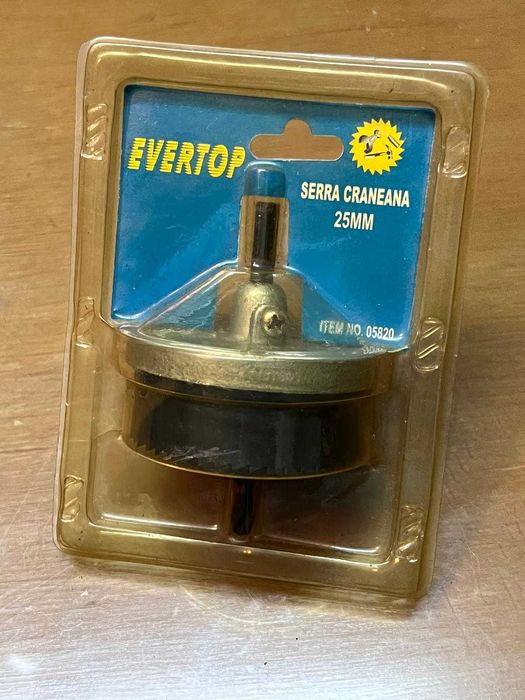 EVERTOP
SERRA CRANEANA
25MM
ITEM NO. 05820